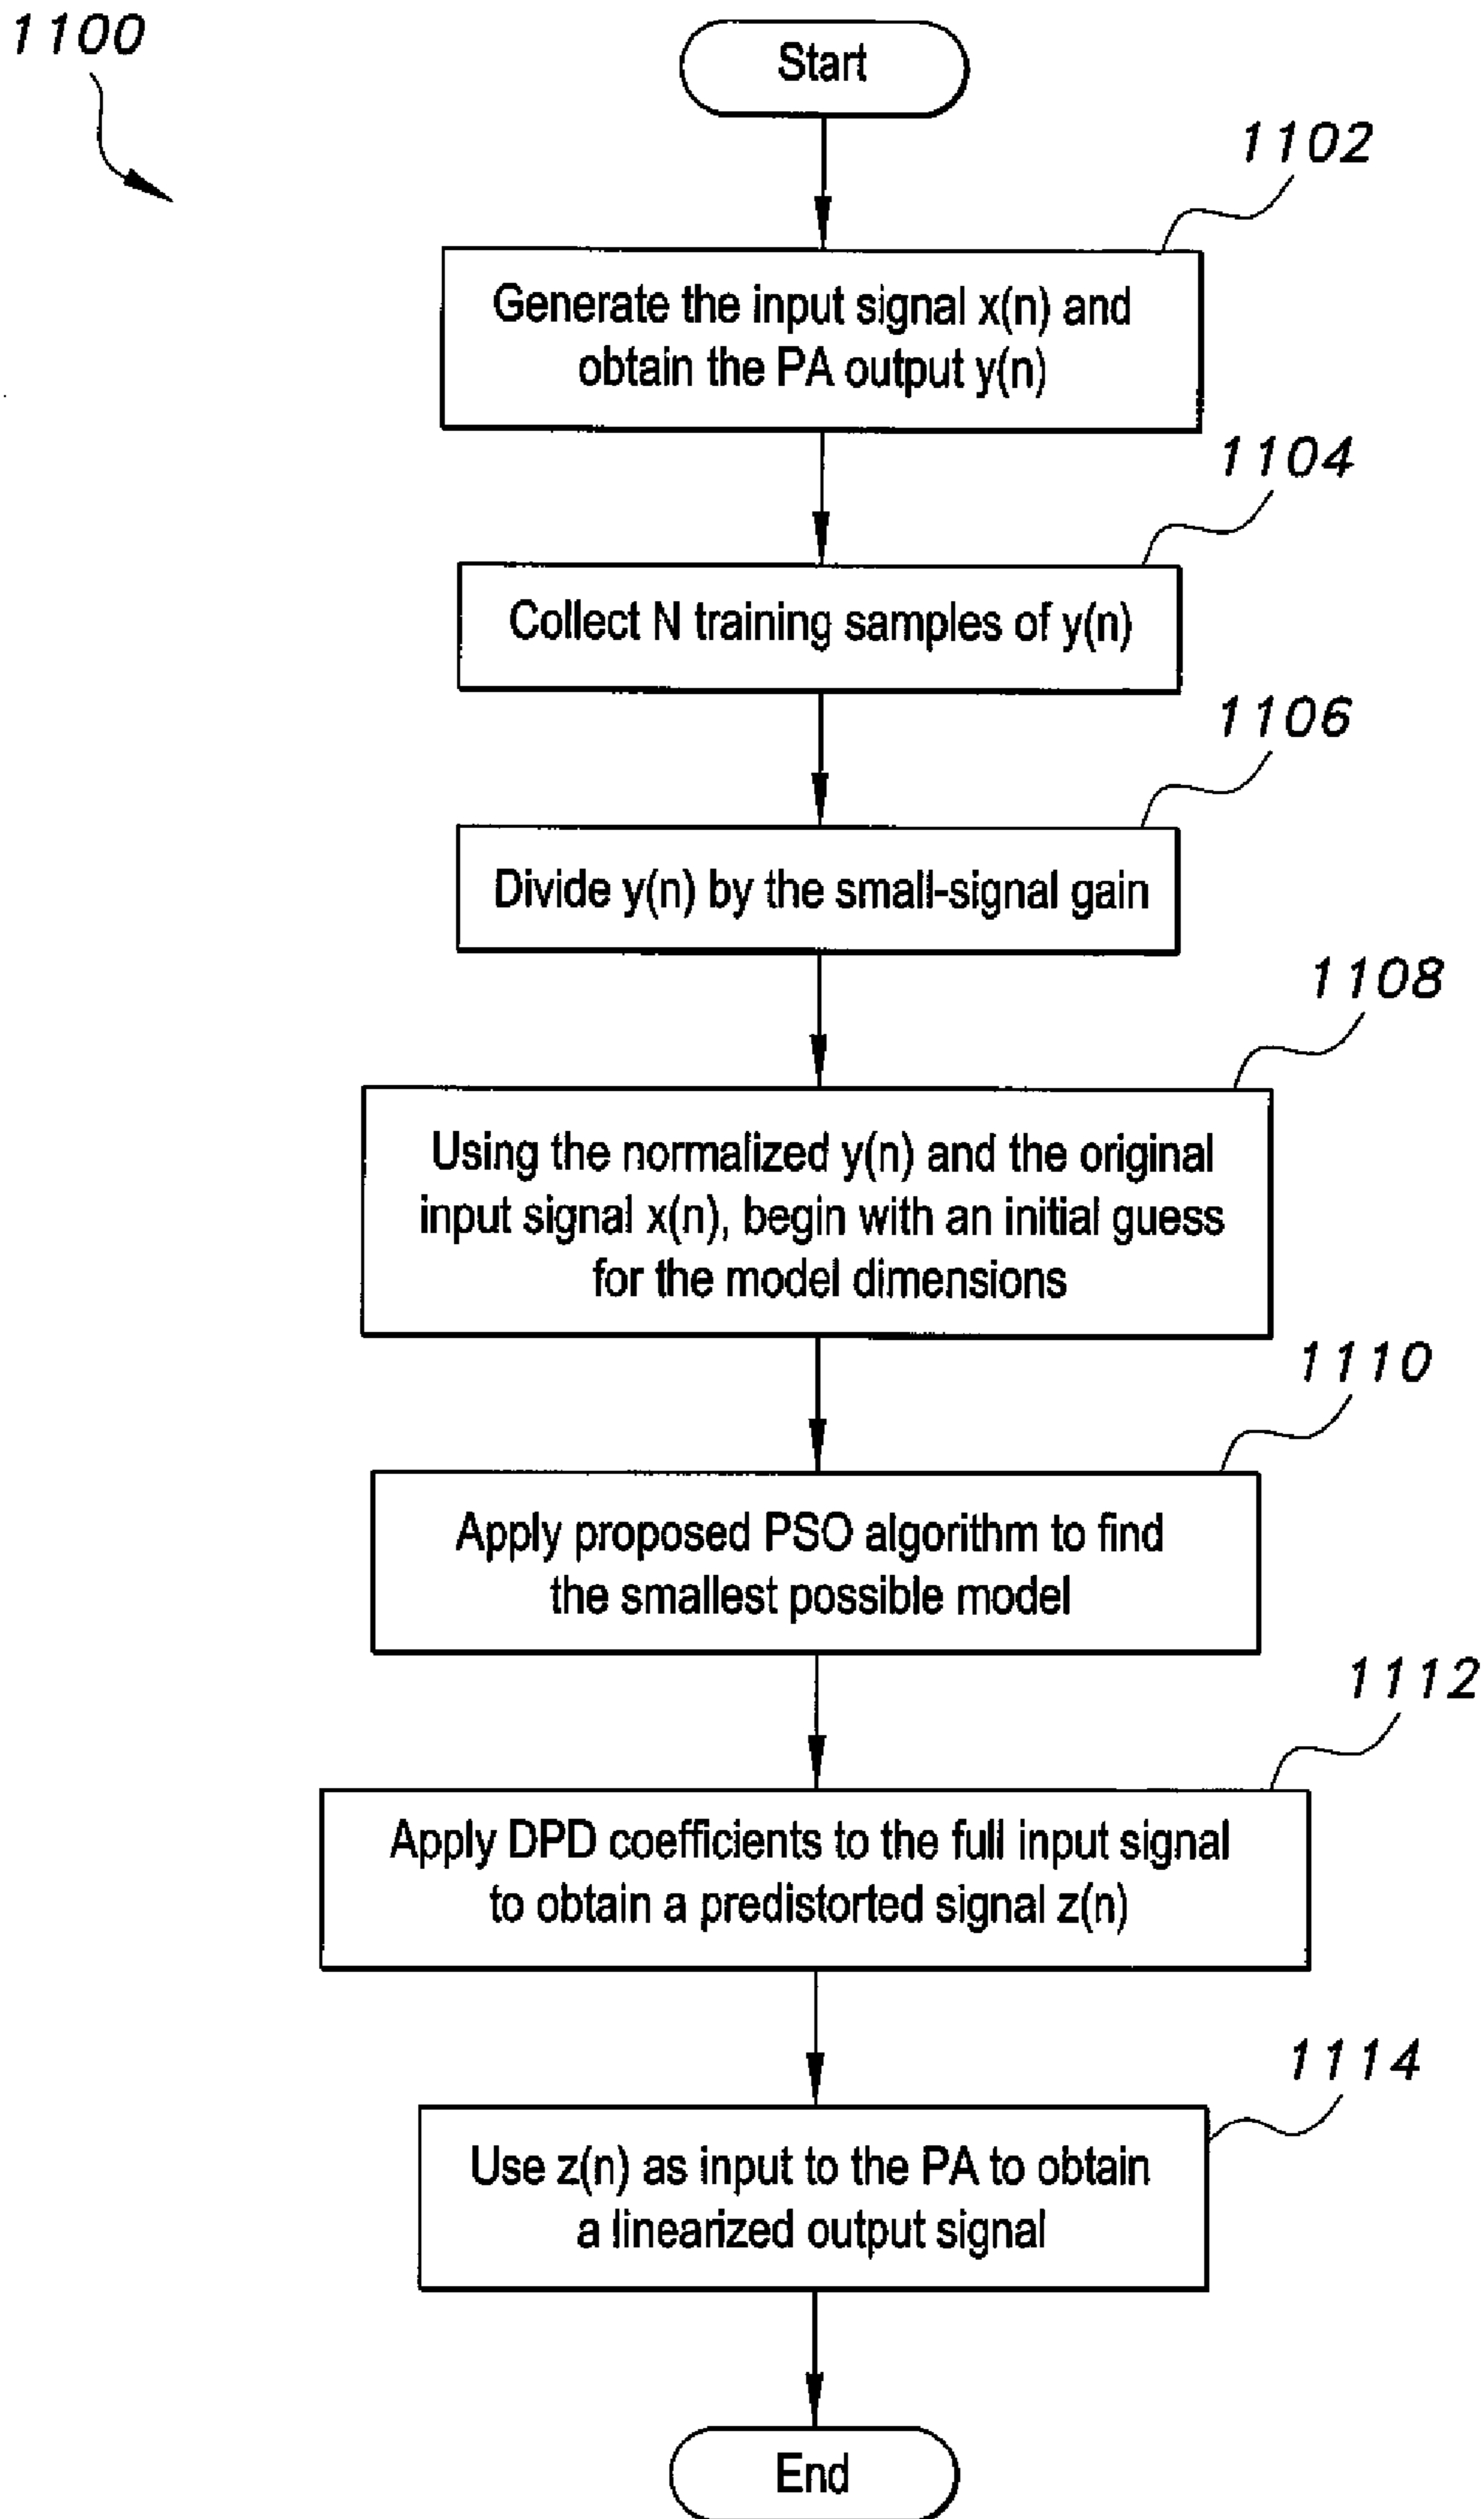 1100
Start
1102
Generate the input signal x(n) and
obtain the PA output y(n)
1104
Collect N training samples of y(n)
1106
Divide y(n) by the small-signal gain
1108
Using the normalized y(n) and the original
input signal x(n), begin with an initial guess
for the model dimensions
1110
Apply proposed PSO algorithm to find
the smallest possible model
1112
Apply DPD coefficients to the full input signal
to obtain a predistorted signal z(n)
1114
Use z(n) as input to the PA to obtain
a linearized output signal
End